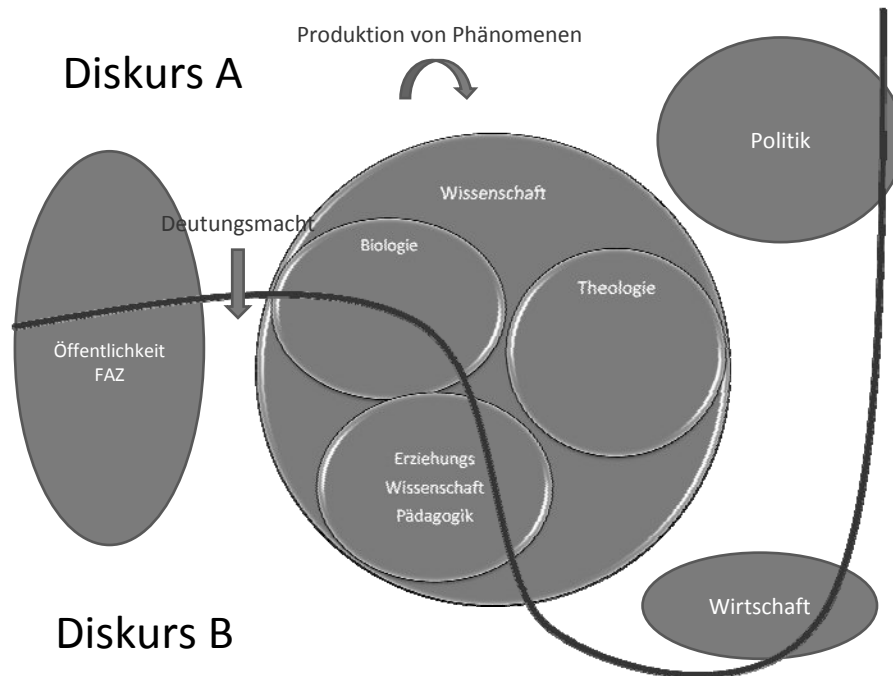 Produktion von Phänomenen
Diskurs A
Politik
Wissenschaft
Deutungsmacht
Biologie
Theologie
Öffentlichkeit
FAZ
Erziehungs
Wissenschaft
Pädagogik
Wirtschaft
Diskurs B